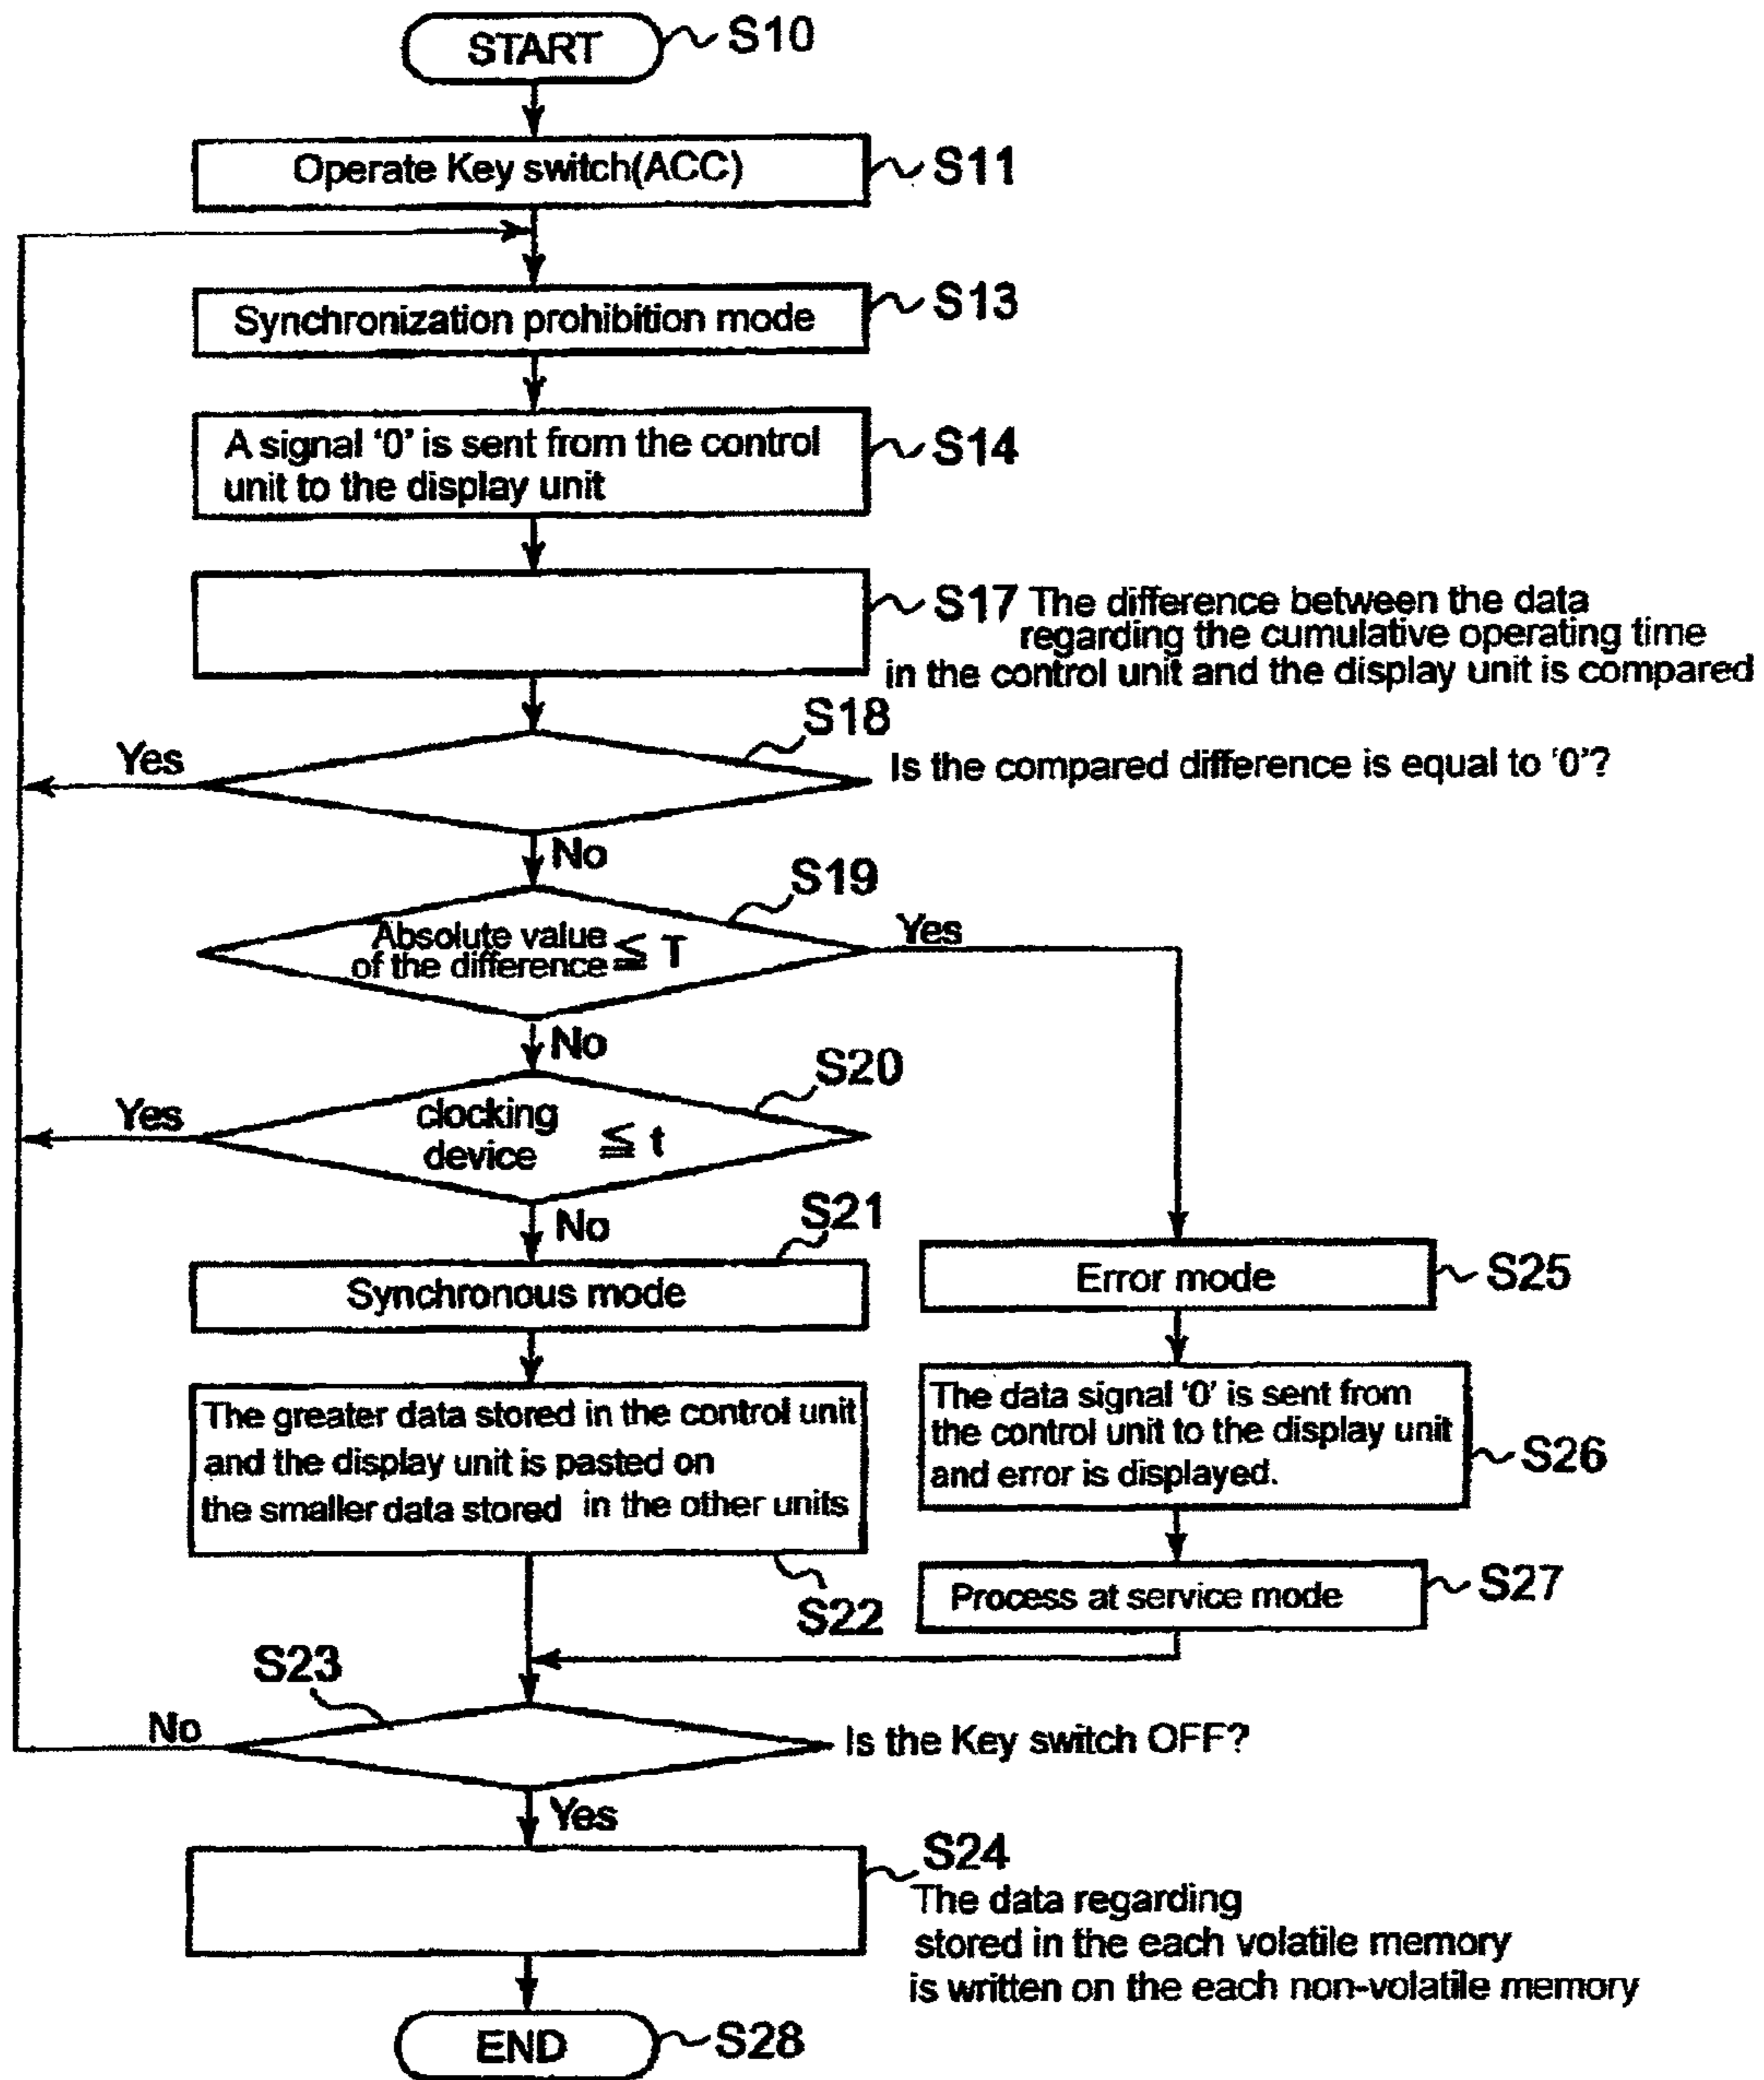 START
S10
Operate Key switch(ACC)
S11
Synchronization prohibition mode
S13
A signal '0' is sent from the control
unit to the display unit
S14
S17 The difference between the data
regarding the cumulative operating time
in the control unit and the display unit is compared
S18
Yes
Is the compared difference is equal to '0'?
No
S19
Absolute value
of the difference ≦ T
Yes
No
S20
Yes
clocking
device ≦ t
No
S21
Synchronous mode
Error mode
S25
The greater data stored in the control unit
and the display unit is pasted on
the smaller data stored in the other units
S22
The data signal '0' is sent from
the control unit to the display unit
and error is displayed.
S26
Process at service mode
S27
S23
No
Is the Key switch OFF?
Yes
S24
The data regarding
stored in the each volatile memory
is written on the each non-volatile memory
END
S28